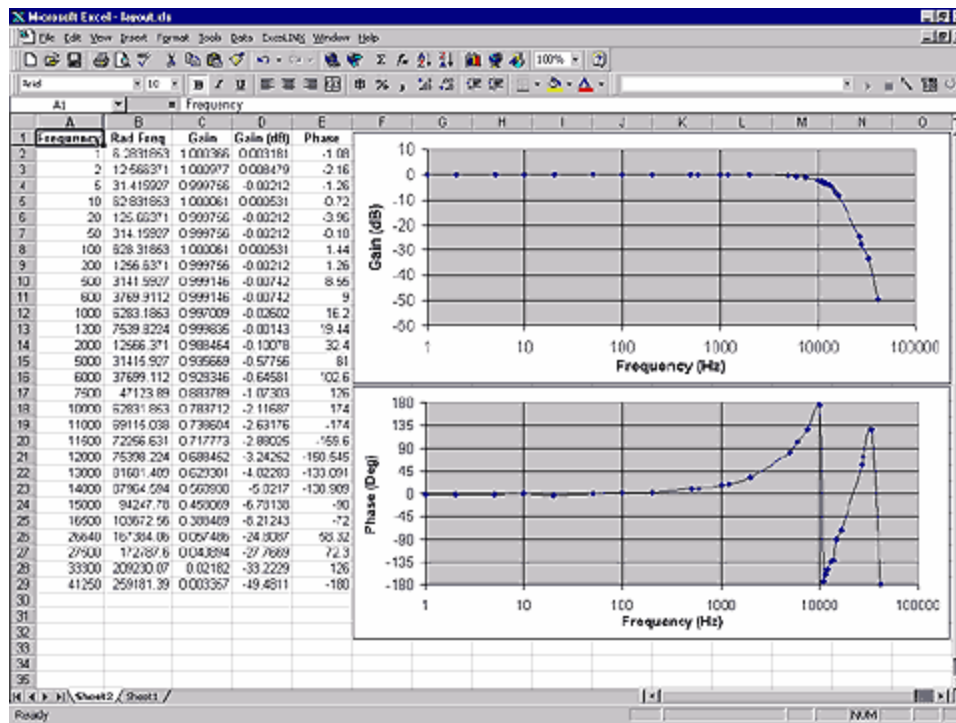 Microsoft Excel - layout.xls
File Edit View Insert Format Tools Data ExceLINX Window Help
100%
Arial 10 B I U
A1 = Frequency
A B C D E F G H I J K L M N O
1 Frequency Rad Freq Gain Gain (dB) Phase
2 1 6.2831853 1.000366 0.003181 -1.08
3 2 12.566371 1.000977 0.008479 -2.16
4 5 31.415927 0.999756 -0.00212 -1.26
5 10 62.831853 1.000061 0.000531 -0.72
6 20 125.66371 0.999756 -0.00212 -3.96
7 50 314.15927 0.999756 -0.00212 -0.18
8 100 628.31853 1.000061 0.000531 1.44
9 200 1256.6371 0.999756 -0.00212 1.26
10 500 3141.5927 0.999146 -0.00742 8.56
11 600 3769.9112 0.999146 -0.00742 9
12 1000 6283.1853 0.997009 -0.02602 16.2
13 1200 7539.8224 0.999835 -0.00143 19.44
14 2000 12566.371 0.988464 -0.10078 32.4
15 5000 31415.927 0.935669 -0.57756 81
16 6000 37699.112 0.928346 -0.64581 102.6
17 7500 47123.89 0.883789 -1.07303 126
18 10000 62831.853 0.783712 -2.11687 174
19 11000 69115.038 0.738604 -2.63176 -174
20 11500 72256.631 0.717773 -2.88025 -159.6
21 12000 75398.224 0.688452 -3.24262 -150.545
22 13000 81681.409 0.629301 -4.02283 -133.091
23 14000 87964.594 -5.0217 -130.909
24 15000 94247.78 0.458069 -6.78138 -90
25 16500 103672.56 0.388489 -8.21243 -72
26 26640 167384.06 0.057486 -24.8087 58.32
27 27500 172787.6 0.040894 -27.7669 72.3
28 33300 209230.07 0.02182 -33.2229 126
29 41250 259181.39 0.003357 -49.4811 -180
30
31
32
33
34
35
Gain (dB)
10
0
-10
-20
-30
-40
-50
-60
1 10 100 1000 10000 100000
Frequency (Hz)
Phase (Deg)
180
135
90
45
0
-45
-90
-135
-180
1 10 100 1000 10000 100000
Frequency (Hz)
Sheet2 Sheet1
Ready NUM